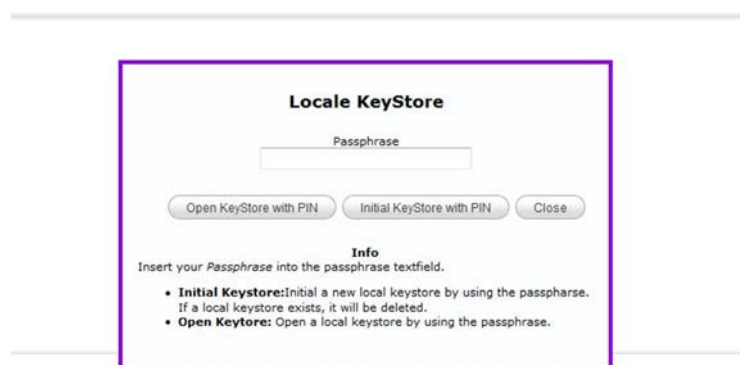 Locale KeyStore
Passphrase
Open KeyStore with PIN Initial KeyStore with PIN Close
Info
Insert your Passphrase into the passphrase textfield.
• Initial Keystore:Initial a new local keystore by using the passpharse.
If a local keystore exists, it will be deleted.
• Open Keytore: Open a local keystore by using the passphrase.